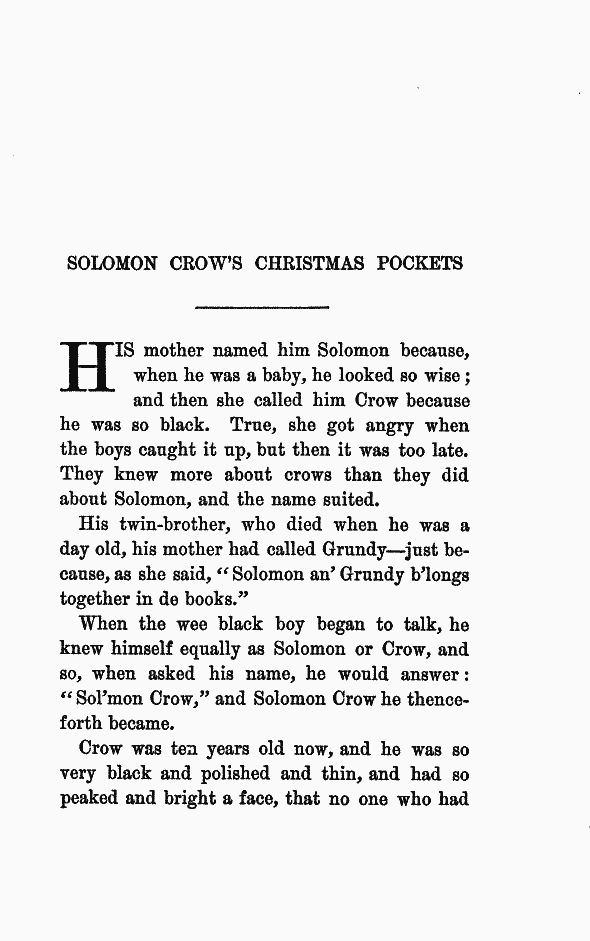 SOLOMON CROW'S CHRISTMAS POCKETS
HIS mother named him Solomon because,
when he was a baby, he looked so wise;
and then she called him Crow because
he was so black. True, she got angry when
the boys caught it up, but then it was too late.
They knew more about crows than they did
about Solomon, and the name suited.
His twin-brother, who died when he was a
day old, his mother had called Grundy—just be-
cause, as she said, "Solomon an' Grundy b'longs
together in de books."
When the wee black boy began to talk, he
knew himself equally as Solomon or Crow, and
so, when asked his name, he would answer:
"Sol'mon Crow," and Solomon Crow he thence-
forth became.
Crow was ten years old now, and he was so
very black and polished and thin, and had so
peaked and bright a face, that no one who had